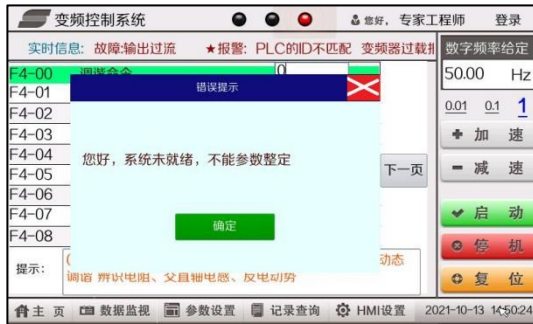 变频控制系统
您好，专家工程师
登录
实时信息：故障:输出过流 ★报警：PLC的ID不匹配 变频器过载报
数字频率给定
F4-00 调谐命令 0
50.00 Hz
F4-01
错误提示
0.01 0.1 1
F4-02
F4-03
加 速
F4-04
您好，系统未就绪，不能参数整定
下一页
减 速
F4-05
F4-06
F4-07
确定
启 动
F4-08
停 机
提示：
动态
调谐 辨识电阻、交直轴电感、反电动势
复 位
主 页 数据监视 参数设置 记录查询 HMI设置 2021-10-13 14:50:24